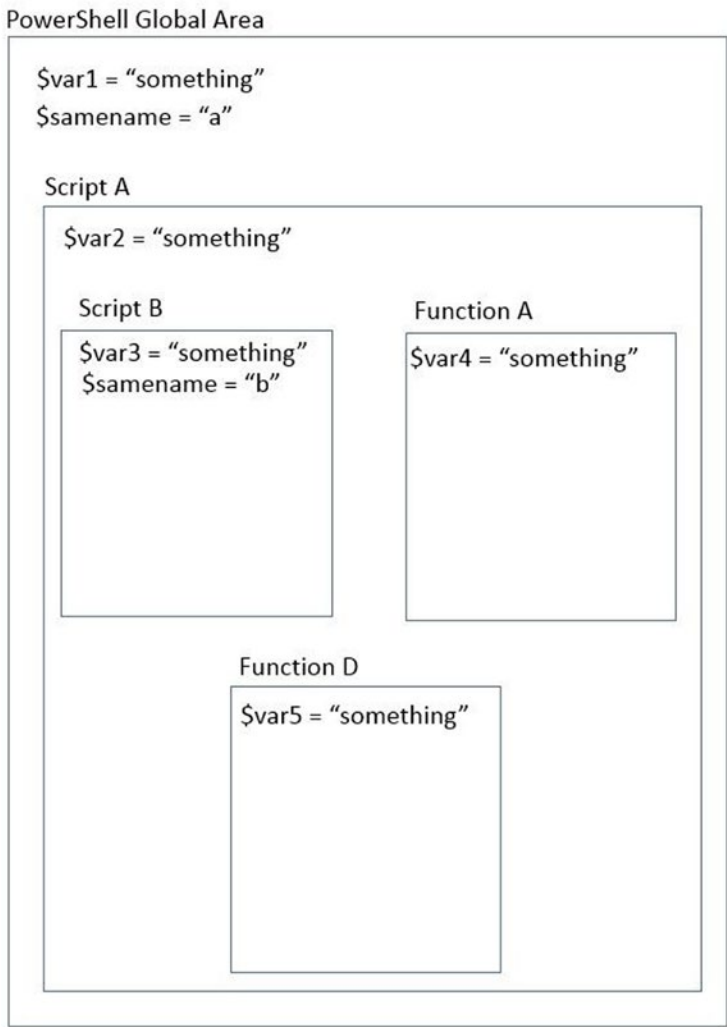 PowerShell Global Area
$var1 = “something”
$samename = “a”
Script A
$var2 = “something”
Script B
$var3 = “something”
$samename = “b”
Function A
$var4 = “something”
Function D
$var5 = “something”